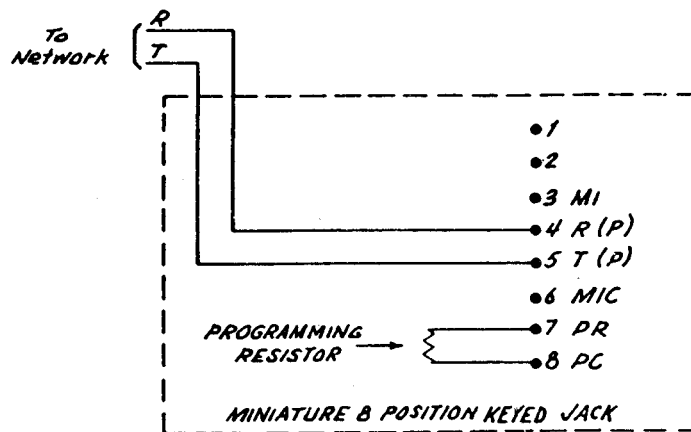 To
Network
R
T
1
2
3 MI
4 R (P)
5 T (P)
6 MIC
7 PR
8 PC
PROGRAMMING
RESISTOR
MINIATURE 8 POSITION KEYED JACK